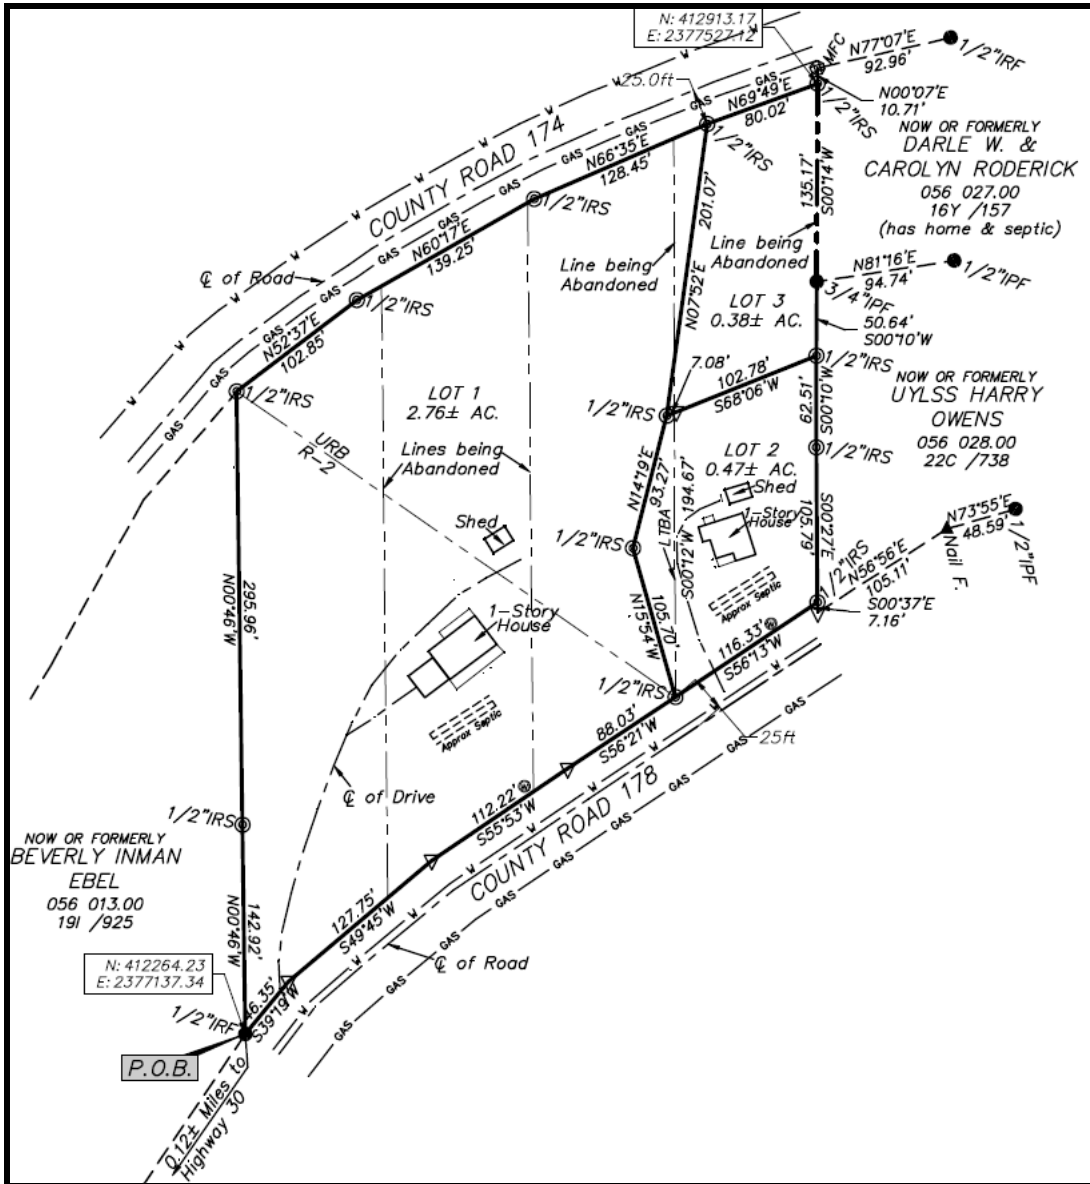 N: 412913.17
E: 2377527.12
MFC
N77°07'E
92.96'
1/2"IRF
N00°07'E
10.71'
25.0ft
N69°49'E
80.02'
1/2"IRS
1/2"IRS
NOW OR FORMERLY
DARLE W. &
CAROLYN RODERICK
056 027.00
16Y /157
(has home & septic)
COUNTY ROAD 174
N66°35'E
128.45'
1/2"IRS
135.17'
S00°14'W
201.07'
N07°52'E
Line being
Abandoned
Line being
Abandoned
N81°16'E
94.74'
1/2"IPF
3/4"IPF
℄ of Road
N60°17'E
139.25'
1/2"IRS
LOT 3
0.38± AC.
50.64'
S00°10'W
N52°37'E
102.85'
1/2"IRS
7.08'
102.78'
S68°06'W
1/2"IRS
1/2"IRS
62.51'
S00°10'W
NOW OR FORMERLY
UYLSS HARRY
OWENS
056 028.00
22C /738
LOT 1
2.76± AC.
URB
R-2
Lines being
Abandoned
LOT 2
0.47± AC.
1/2"IRS
N14°19'E
93.27'
LTBA
S00°12'W 194.67'
Shed
1-Story
House
Shed
1/2"IRS
S00°27'E
105.79'
N73°55'E
48.59'
1/2"IPF
Nail F.
N56°56'E
105.11'
1/2"IRS
S00°37'E
7.16'
Approx Septic
295.96'
N00°46'W
1-Story
House
Approx Septic
105.70'
N15°54'W
1/2"IRS
116.33'
S56°13'W
25ft
88.03'
S56°21'W
℄ of Drive
112.22'
S55°53'W
COUNTY ROAD 178
1/2"IRS
NOW OR FORMERLY
BEVERLY INMAN
EBEL
056 013.00
19I /925
142.92'
N00°46'W
127.75'
S49°45'W
℄ of Road
N: 412264.23
E: 2377137.34
46.35'
S39°19'W
1/2"IRF
P.O.B.
0.12± Miles to
Highway 30
W
GAS